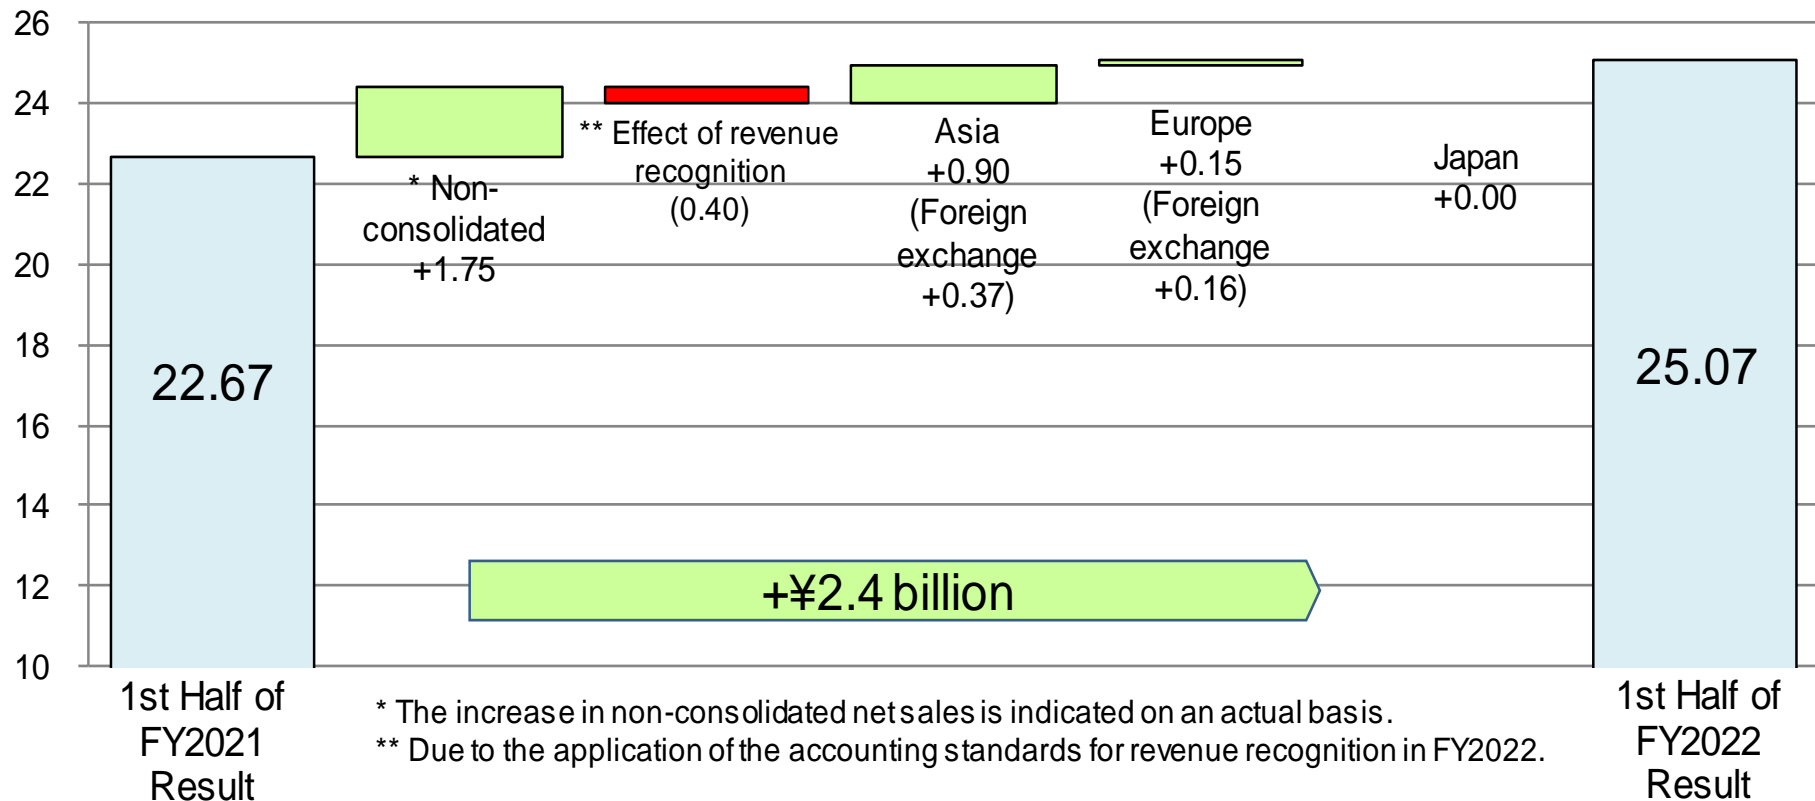 26
24
22
20
18
16
14
12
10
22.67
* Non-
consolidated
+1.75
** Effect of revenue
recognition
(0.40)
Asia
+0.90
(Foreign
exchange
+0.37)
Europe
+0.15
(Foreign
exchange
+0.16)
Japan
+0.00
25.07
+¥2.4 billion
1st Half of
FY2021
Result
* The increase in non-consolidated net sales is indicated on an actual basis.
** Due to the application of the accounting standards for revenue recognition in FY2022.
1st Half of
FY2022
Result